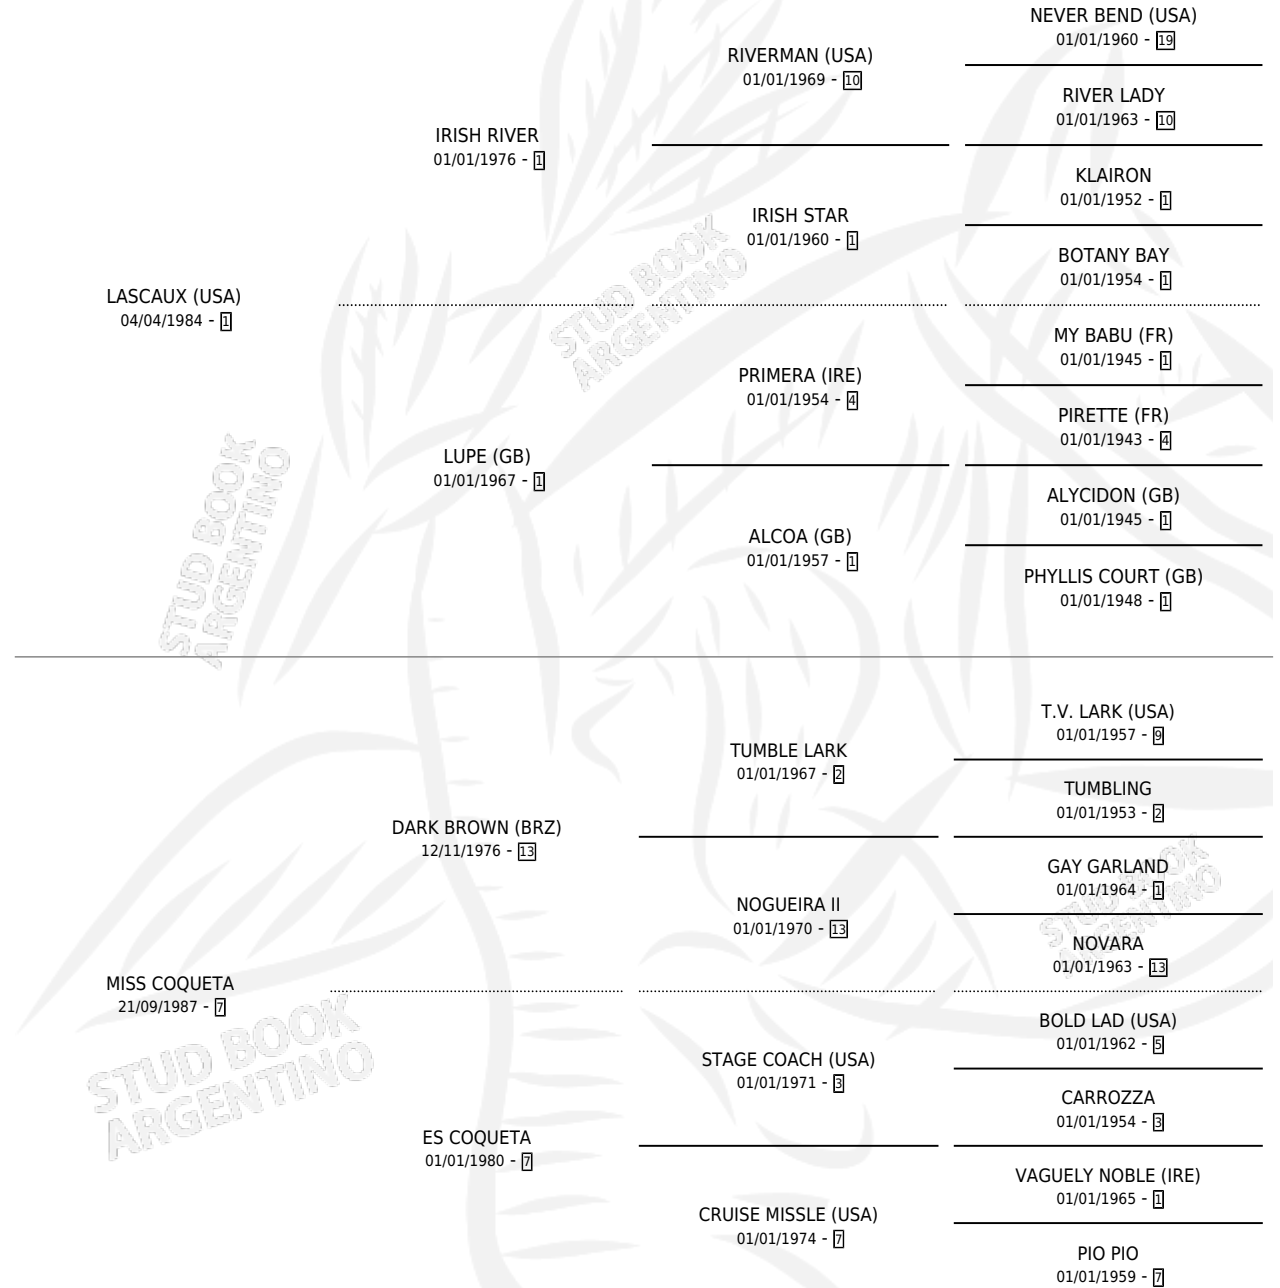 NEVER BEND (USA)
01/01/1960 - 19
RIVERMAN (USA)
01/01/1969 - 10
RIVER LADY
01/01/1963 - 10
IRISH RIVER
01/01/1976 - 1
KLAIRON
01/01/1952 - 1
IRISH STAR
01/01/1960 - 1
BOTANY BAY
01/01/1954 - 1
LASCAUX (USA)
04/04/1984 - 1
MY BABU (FR)
01/01/1945 - 1
PRIMERA (IRE)
01/01/1954 - 4
PIRETTE (FR)
01/01/1943 - 4
LUPE (GB)
01/01/1967 - 1
ALYCIDON (GB)
01/01/1945 - 1
ALCOA (GB)
01/01/1957 - 1
PHYLLIS COURT (GB)
01/01/1948 - 1
STUD BOOK
ARGENTINO
STUD BOOK
ARGENTINO
T.V. LARK (USA)
01/01/1957 - 9
TUMBLE LARK
01/01/1967 - 2
TUMBLING
01/01/1953 - 2
DARK BROWN (BRZ)
12/11/1976 - 13
GAY GARLAND
01/01/1964 - 1
NOGUEIRA II
01/01/1970 - 13
NOVARA
01/01/1963 - 13
MISS COQUETA
21/09/1987 - 7
BOLD LAD (USA)
01/01/1962 - 5
STAGE COACH (USA)
01/01/1971 - 3
CARROZZA
01/01/1954 - 3
ES COQUETA
01/01/1980 - 7
VAGUELY NOBLE (IRE)
01/01/1965 - 1
CRUISE MISSLE (USA)
01/01/1974 - 7
PIO PIO
01/01/1959 - 7
STUD BOOK
ARGENTINO
STUD BOOK
ARGENTINO